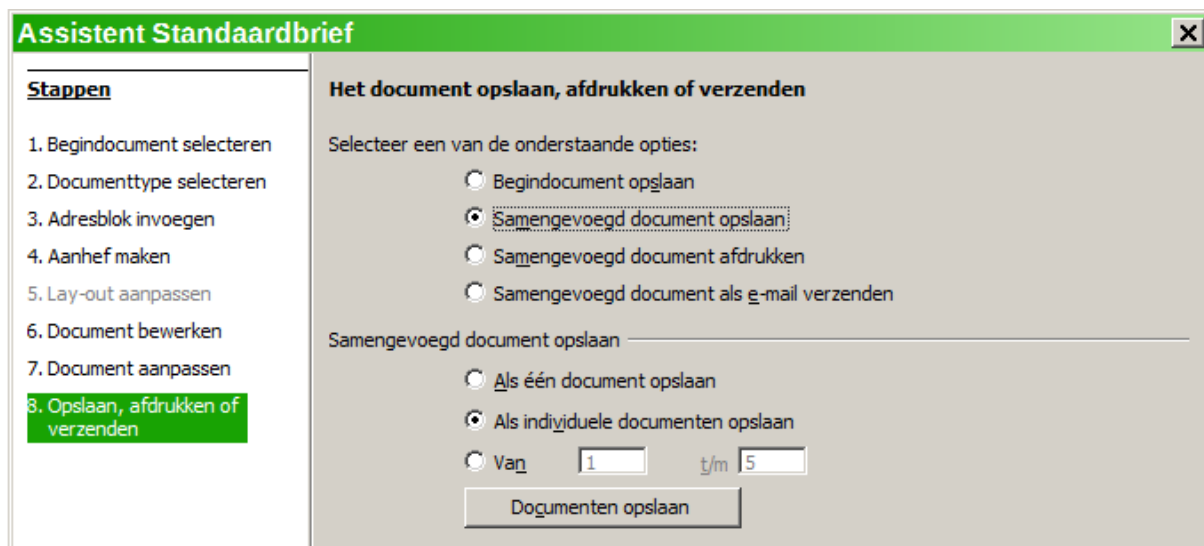 Assistent Standaardbrief
Stappen
1. Begindocument selecteren
2. Documenttype selecteren
3. Adresblok invoegen
4. Aanhef maken
5. Lay-out aanpassen
6. Document bewerken
7. Document aanpassen
8. Opslaan, afdrukken of
verzenden
Het document opslaan, afdrukken of verzenden
Selecteer een van de onderstaande opties:
Begindocument opslaan
Samengevoegd document opslaan
Samengevoegd document afdrukken
Samengevoegd document als e-mail verzenden
Samengevoegd document opslaan
Als één document opslaan
Als individuele documenten opslaan
Van 1 t/m 5
Documenten opslaan